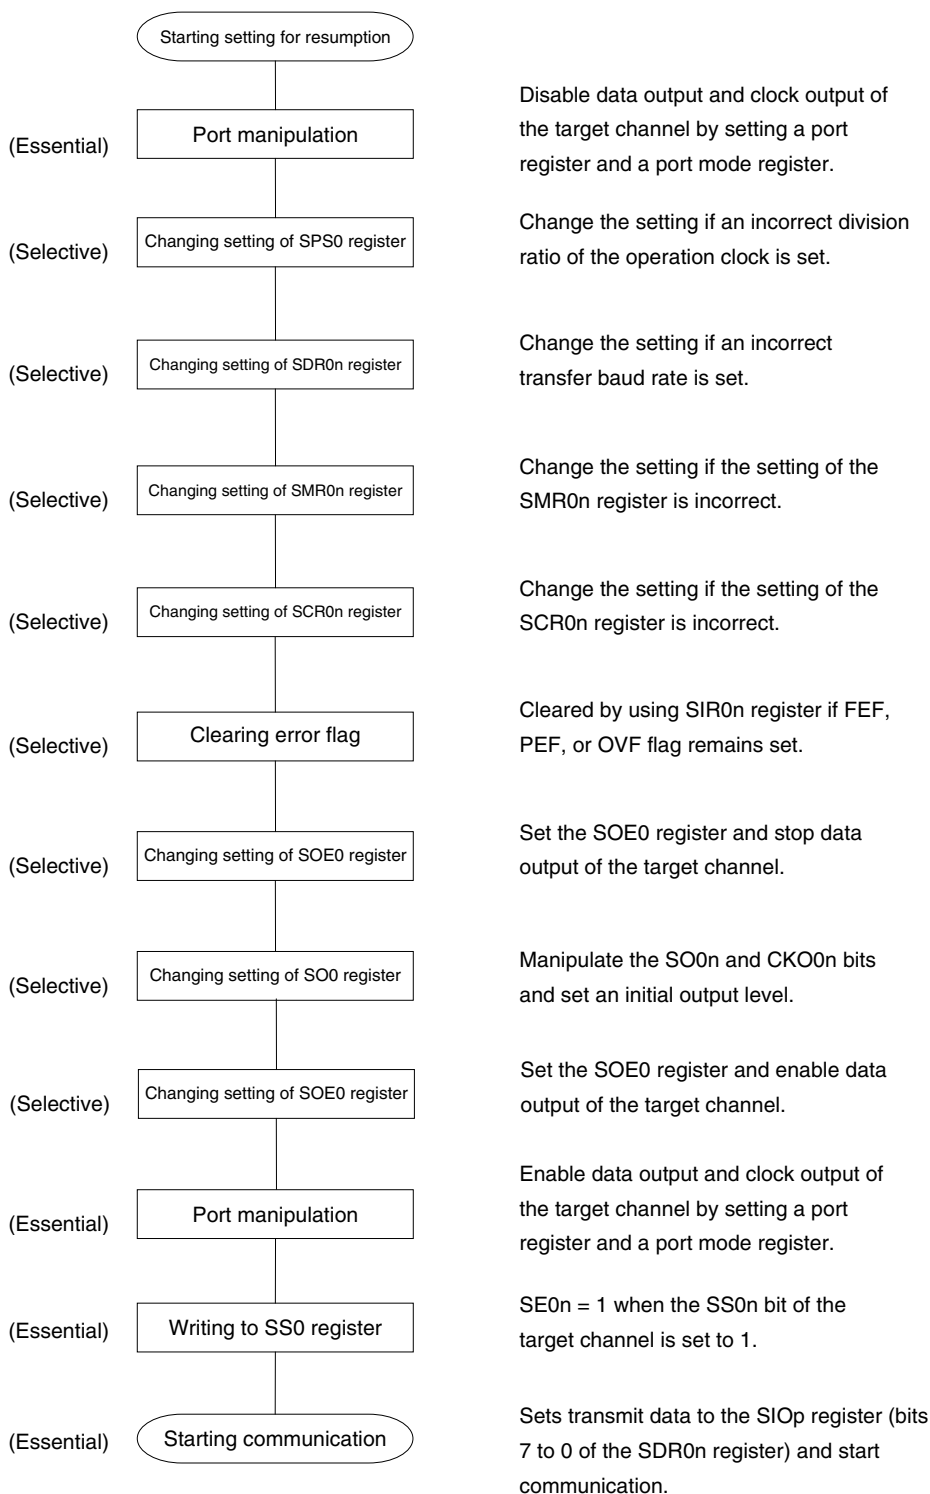 Starting setting for resumption
(Essential)
Port manipulation
Disable data output and clock output of
the target channel by setting a port
register and a port mode register.
(Selective)
Changing setting of SPS0 register
Change the setting if an incorrect division
ratio of the operation clock is set.
(Selective)
Changing setting of SDR0n register
Change the setting if an incorrect
transfer baud rate is set.
(Selective)
Changing setting of SMR0n register
Change the setting if the setting of the
SMR0n register is incorrect.
(Selective)
Changing setting of SCR0n register
Change the setting if the setting of the
SCR0n register is incorrect.
(Selective)
Clearing error flag
Cleared by using SIR0n register if FEF,
PEF, or OVF flag remains set.
(Selective)
Changing setting of SOE0 register
Set the SOE0 register and stop data
output of the target channel.
(Selective)
Changing setting of SO0 register
Manipulate the SO0n and CKO0n bits
and set an initial output level.
(Selective)
Changing setting of SOE0 register
Set the SOE0 register and enable data
output of the target channel.
(Essential)
Port manipulation
Enable data output and clock output of
the target channel by setting a port
register and a port mode register.
(Essential)
Writing to SS0 register
SE0n = 1 when the SS0n bit of the
target channel is set to 1.
(Essential)
Starting communication
Sets transmit data to the SIOp register (bits
7 to 0 of the SDR0n register) and start
communication.